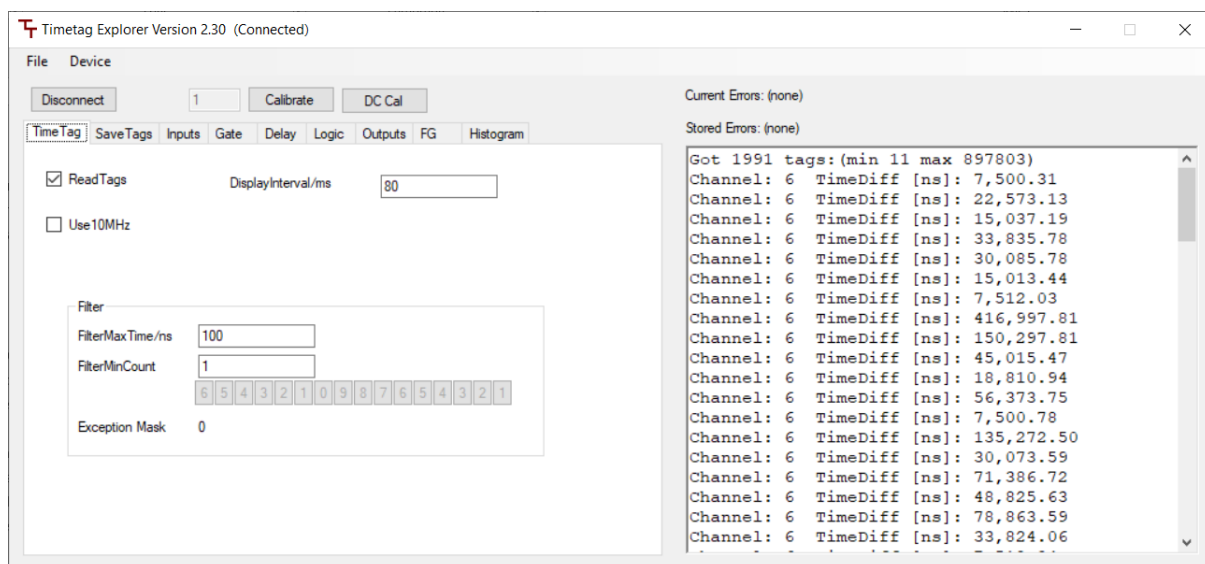 Timetag Explorer Version 2.30 (Connected)
File Device
Disconnect 1 Calibrate DC Cal
TimeTag SaveTags Inputs Gate Delay Logic Outputs FG Histogram
ReadTags DisplayInterval/ms 80
Use10MHz
Filter
FilterMaxTime/ns 100
FilterMinCount 1
6 5 4 3 2 1 0 9 8 7 6 5 4 3 2 1
Exception Mask 0
Current Errors: (none)
Stored Errors: (none)
Got 1991 tags:(min 11 max 897803)
Channel: 6 TimeDiff [ns]: 7,500.31
Channel: 6 TimeDiff [ns]: 22,573.13
Channel: 6 TimeDiff [ns]: 15,037.19
Channel: 6 TimeDiff [ns]: 33,835.78
Channel: 6 TimeDiff [ns]: 30,085.78
Channel: 6 TimeDiff [ns]: 15,013.44
Channel: 6 TimeDiff [ns]: 7,512.03
Channel: 6 TimeDiff [ns]: 416,997.81
Channel: 6 TimeDiff [ns]: 150,297.81
Channel: 6 TimeDiff [ns]: 45,015.47
Channel: 6 TimeDiff [ns]: 18,810.94
Channel: 6 TimeDiff [ns]: 56,373.75
Channel: 6 TimeDiff [ns]: 7,500.78
Channel: 6 TimeDiff [ns]: 135,272.50
Channel: 6 TimeDiff [ns]: 30,073.59
Channel: 6 TimeDiff [ns]: 71,386.72
Channel: 6 TimeDiff [ns]: 48,825.63
Channel: 6 TimeDiff [ns]: 78,863.59
Channel: 6 TimeDiff [ns]: 33,824.06